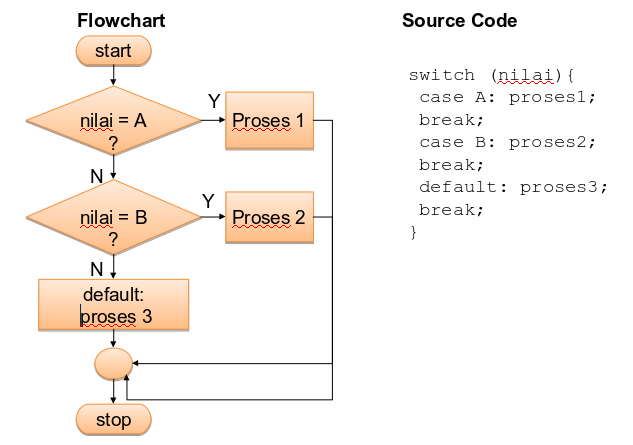 Flowchart
start
nilai = A
?
Y
Proses 1
N
nilai = B
?
Y
Proses 2
N
default:
proses 3
stop
Source Code
switch (nilai){
case A: proses1;
break;
case B: proses2;
break;
default: proses3;
break;
}